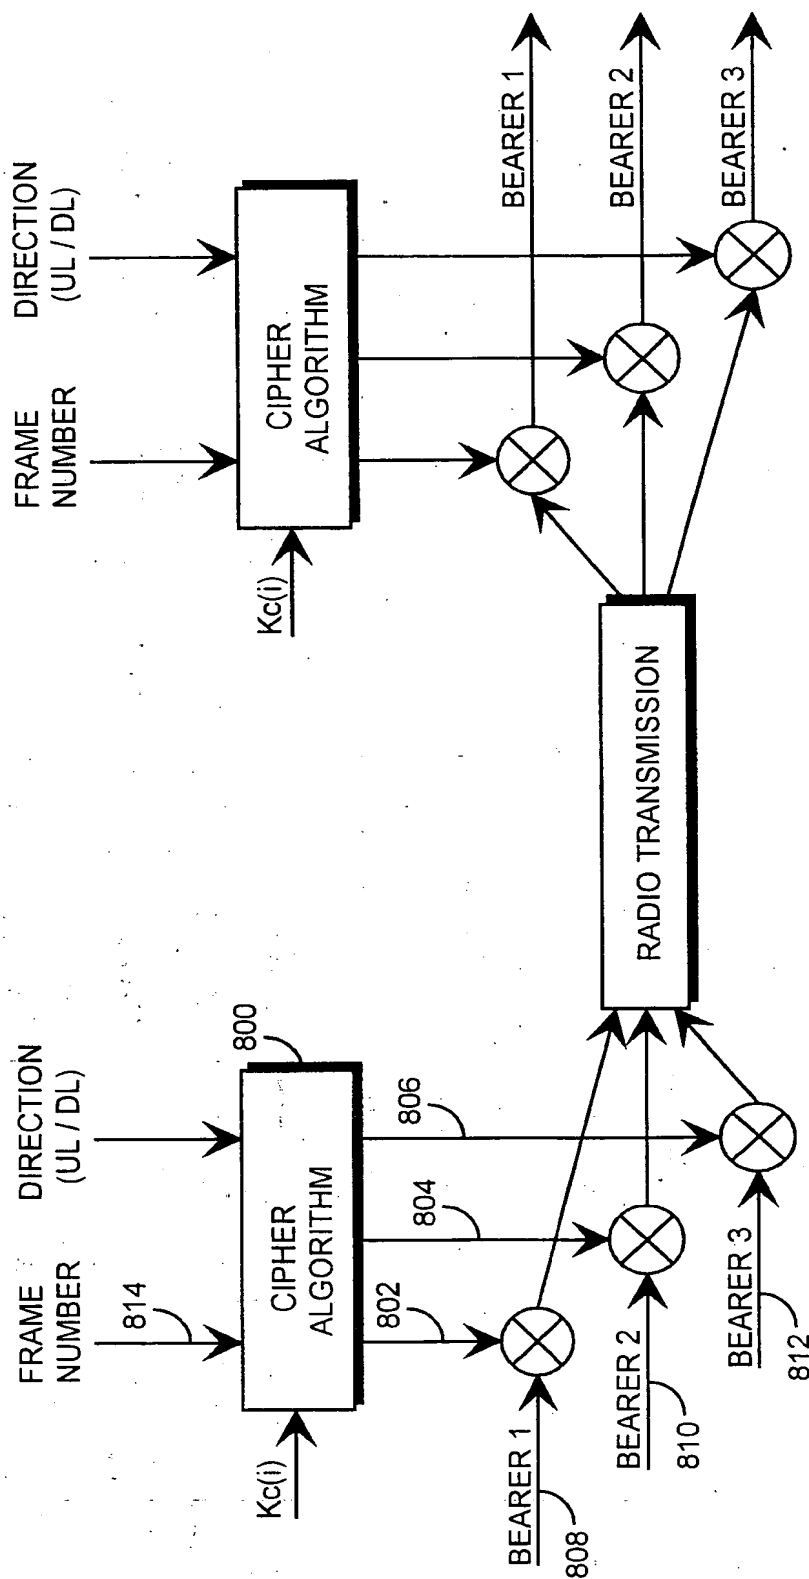 FRAME
NUMBER
DIRECTION
(UL / DL)
814
800
Kc(i)
CIPHER
ALGORITHM
802
804
806
BEARER 1
808
BEARER 2
810
BEARER 3
812
RADIO TRANSMISSION
FRAME
NUMBER
DIRECTION
(UL / DL)
Kc(i)
CIPHER
ALGORITHM
BEARER 1
BEARER 2
BEARER 3